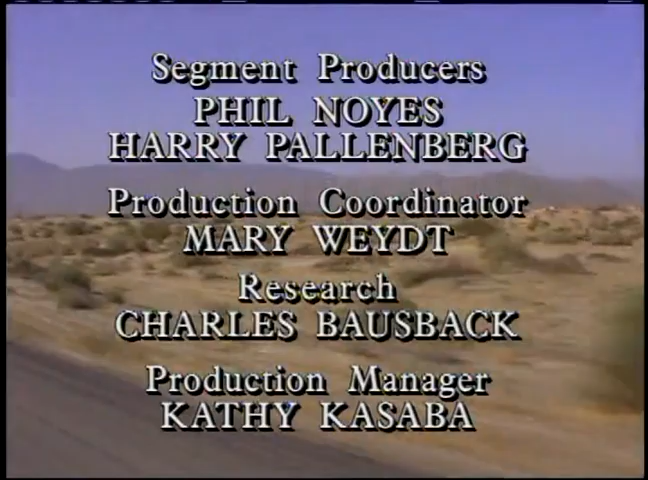 Segment Producers
PHIL NOYES
HARRY PALLENBERG
Production Coordinator
MARY WEYDT
Research
CHARLES BAUSBACK
Production Manager
KATHY KASABA